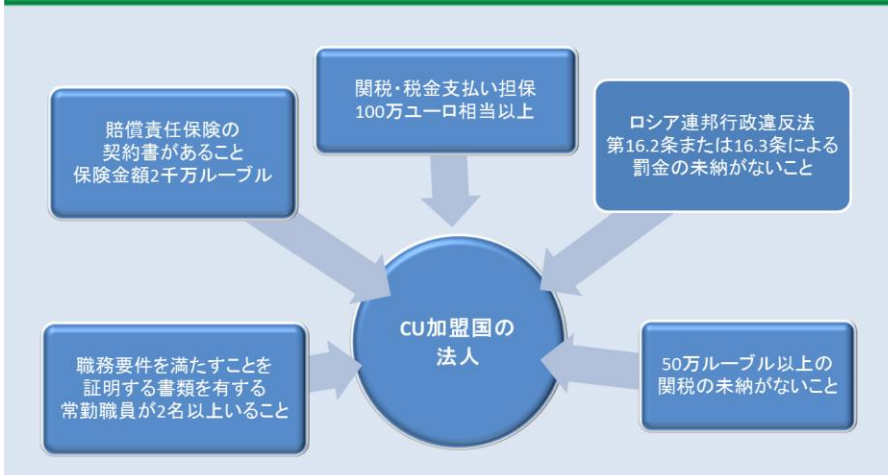 関税・税金支払い担保
100万ユーロ相当以上
賠償責任保険の
契約書があること
保険金額2千万ルーブル
ロシア連邦行政違反法
第16.2条または16.3条による
罰金の未納がないこと
CU加盟国の
法人
職務要件を満たすことを
証明する書類を有する
常勤職員が2名以上いること
50万ルーブル以上の
関税の未納がないこと